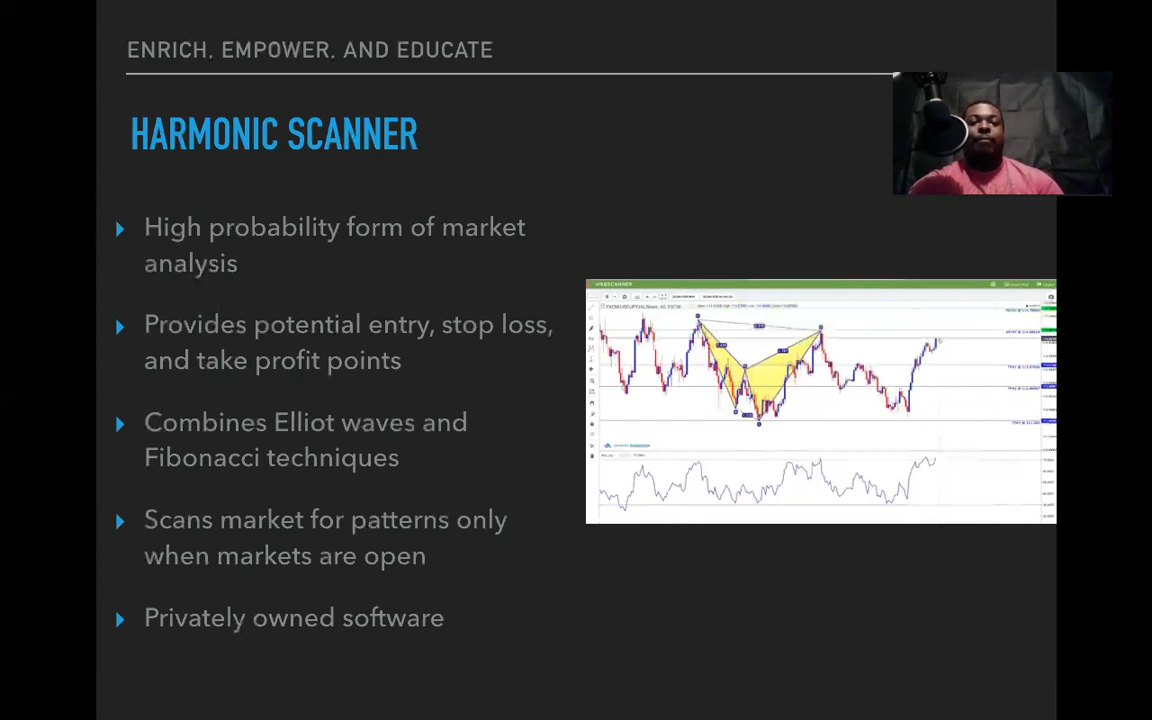 ENRICH, EMPOWER, AND EDUCATE
HARMONIC SCANNER
High probability form of market
analysis
Provides potential entry, stop loss,
and take profit points
Combines Elliot waves and
Fibonacci techniques
Scans market for patterns only
when markets are open
Privately owned software